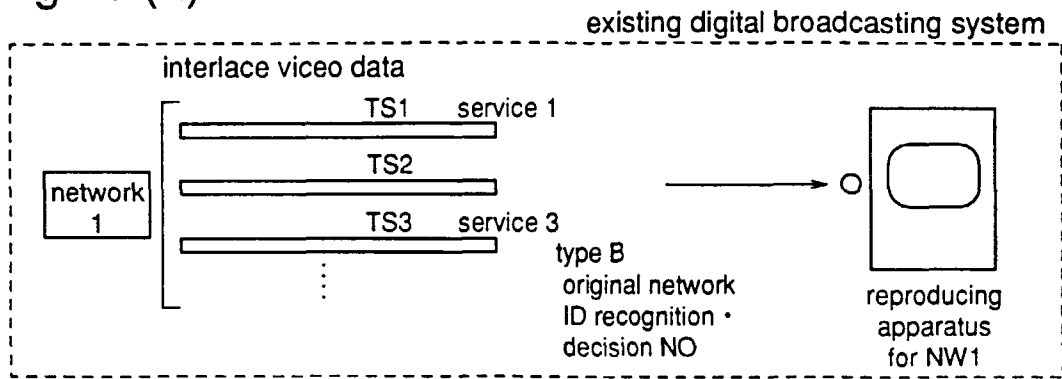 existing digital broadcasting system
interlace viceo data
TS1 service 1
TS2
TS3 service 3
network
1
type B
original network
ID recognition・
decision NO
reproducing
apparatus
for NW1